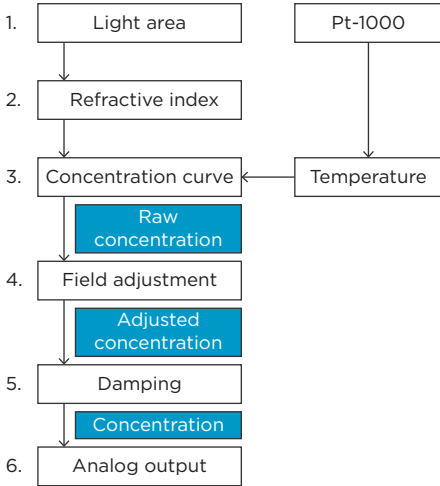 1. Light area
Pt-1000
2. Refractive index
3. Concentration curve
Temperature
Raw
concentration
4. Field adjustment
Adjusted
concentration
5. Damping
Concentration
6. Analog output